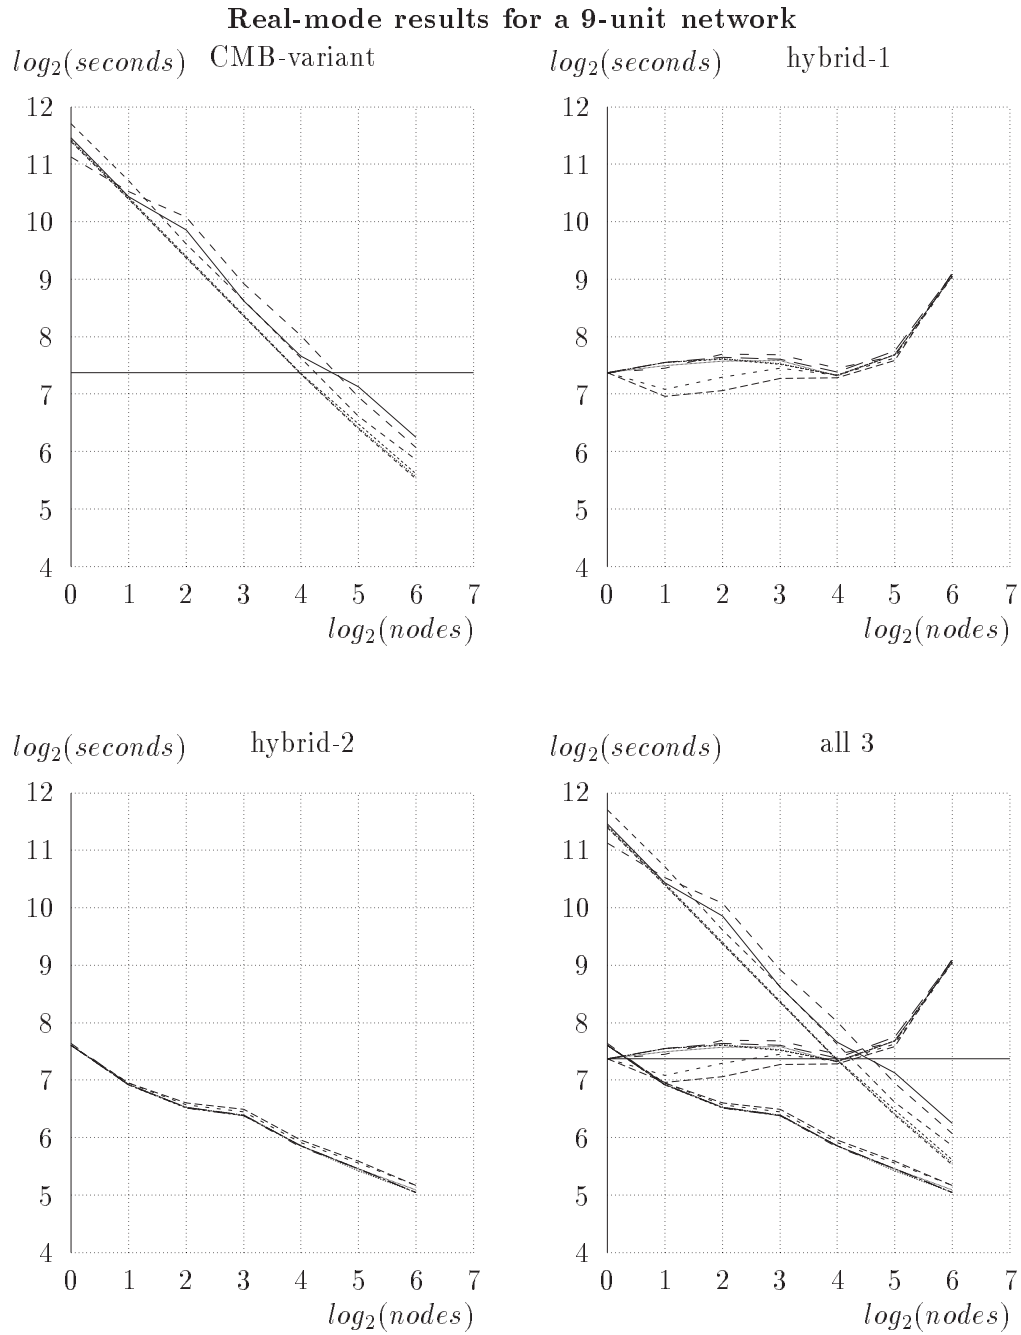 Real-mode results for a 9-unit network
log₂(seconds) CMB-variant
12
11
10
9
8
7
6
5
4
0 1 2 3 4 5 6 7
log₂(nodes)
log₂(seconds) hybrid-1
12
11
10
9
8
7
6
5
4
0 1 2 3 4 5 6 7
log₂(nodes)
log₂(seconds) hybrid-2
12
11
10
9
8
7
6
5
4
0 1 2 3 4 5 6 7
log₂(nodes)
log₂(seconds) all 3
12
11
10
9
8
7
6
5
4
0 1 2 3 4 5 6 7
log₂(nodes)